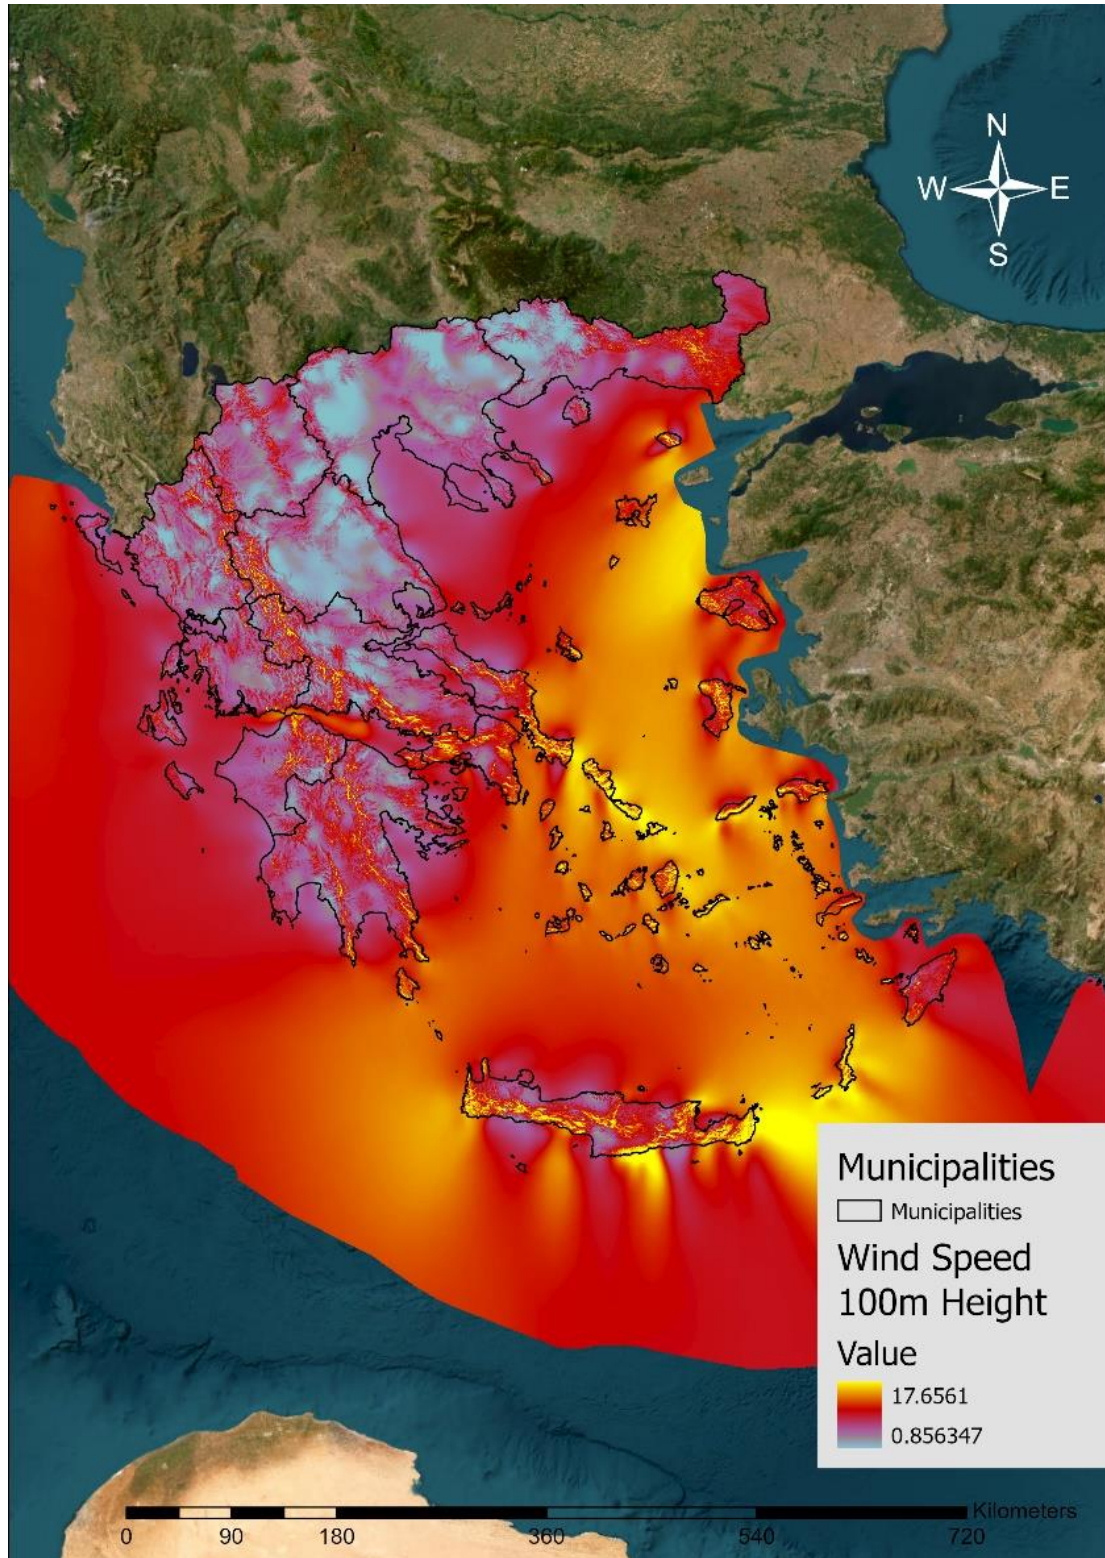 N
W E
S
Municipalities
Municipalities
Wind Speed
100m Height
Value
17.6561
0.856347
Kilometers
0 90 180 360 540 720